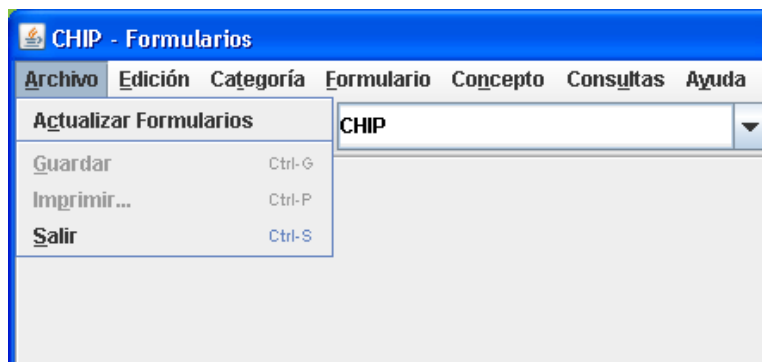 CHIP - Formularios
Archivo Edición Categoría Formulario Concepto Consultas Ayuda
Actualizar Formularios
CHIP
Guardar Ctrl-G
Imprimir... Ctrl-P
Salir Ctrl-S